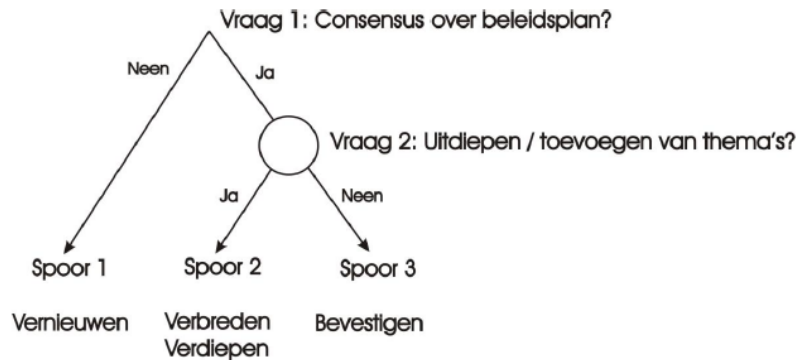 Vraag 1: Consensus over beleidsplan?
Neen
Ja
Vraag 2: Uitdiepen / toevoegen van thema's?
Ja
Neen
Spoor 1
Spoor 2
Spoor 3
Vernieuwen
Verbreden
Verdiepen
Bevestigen